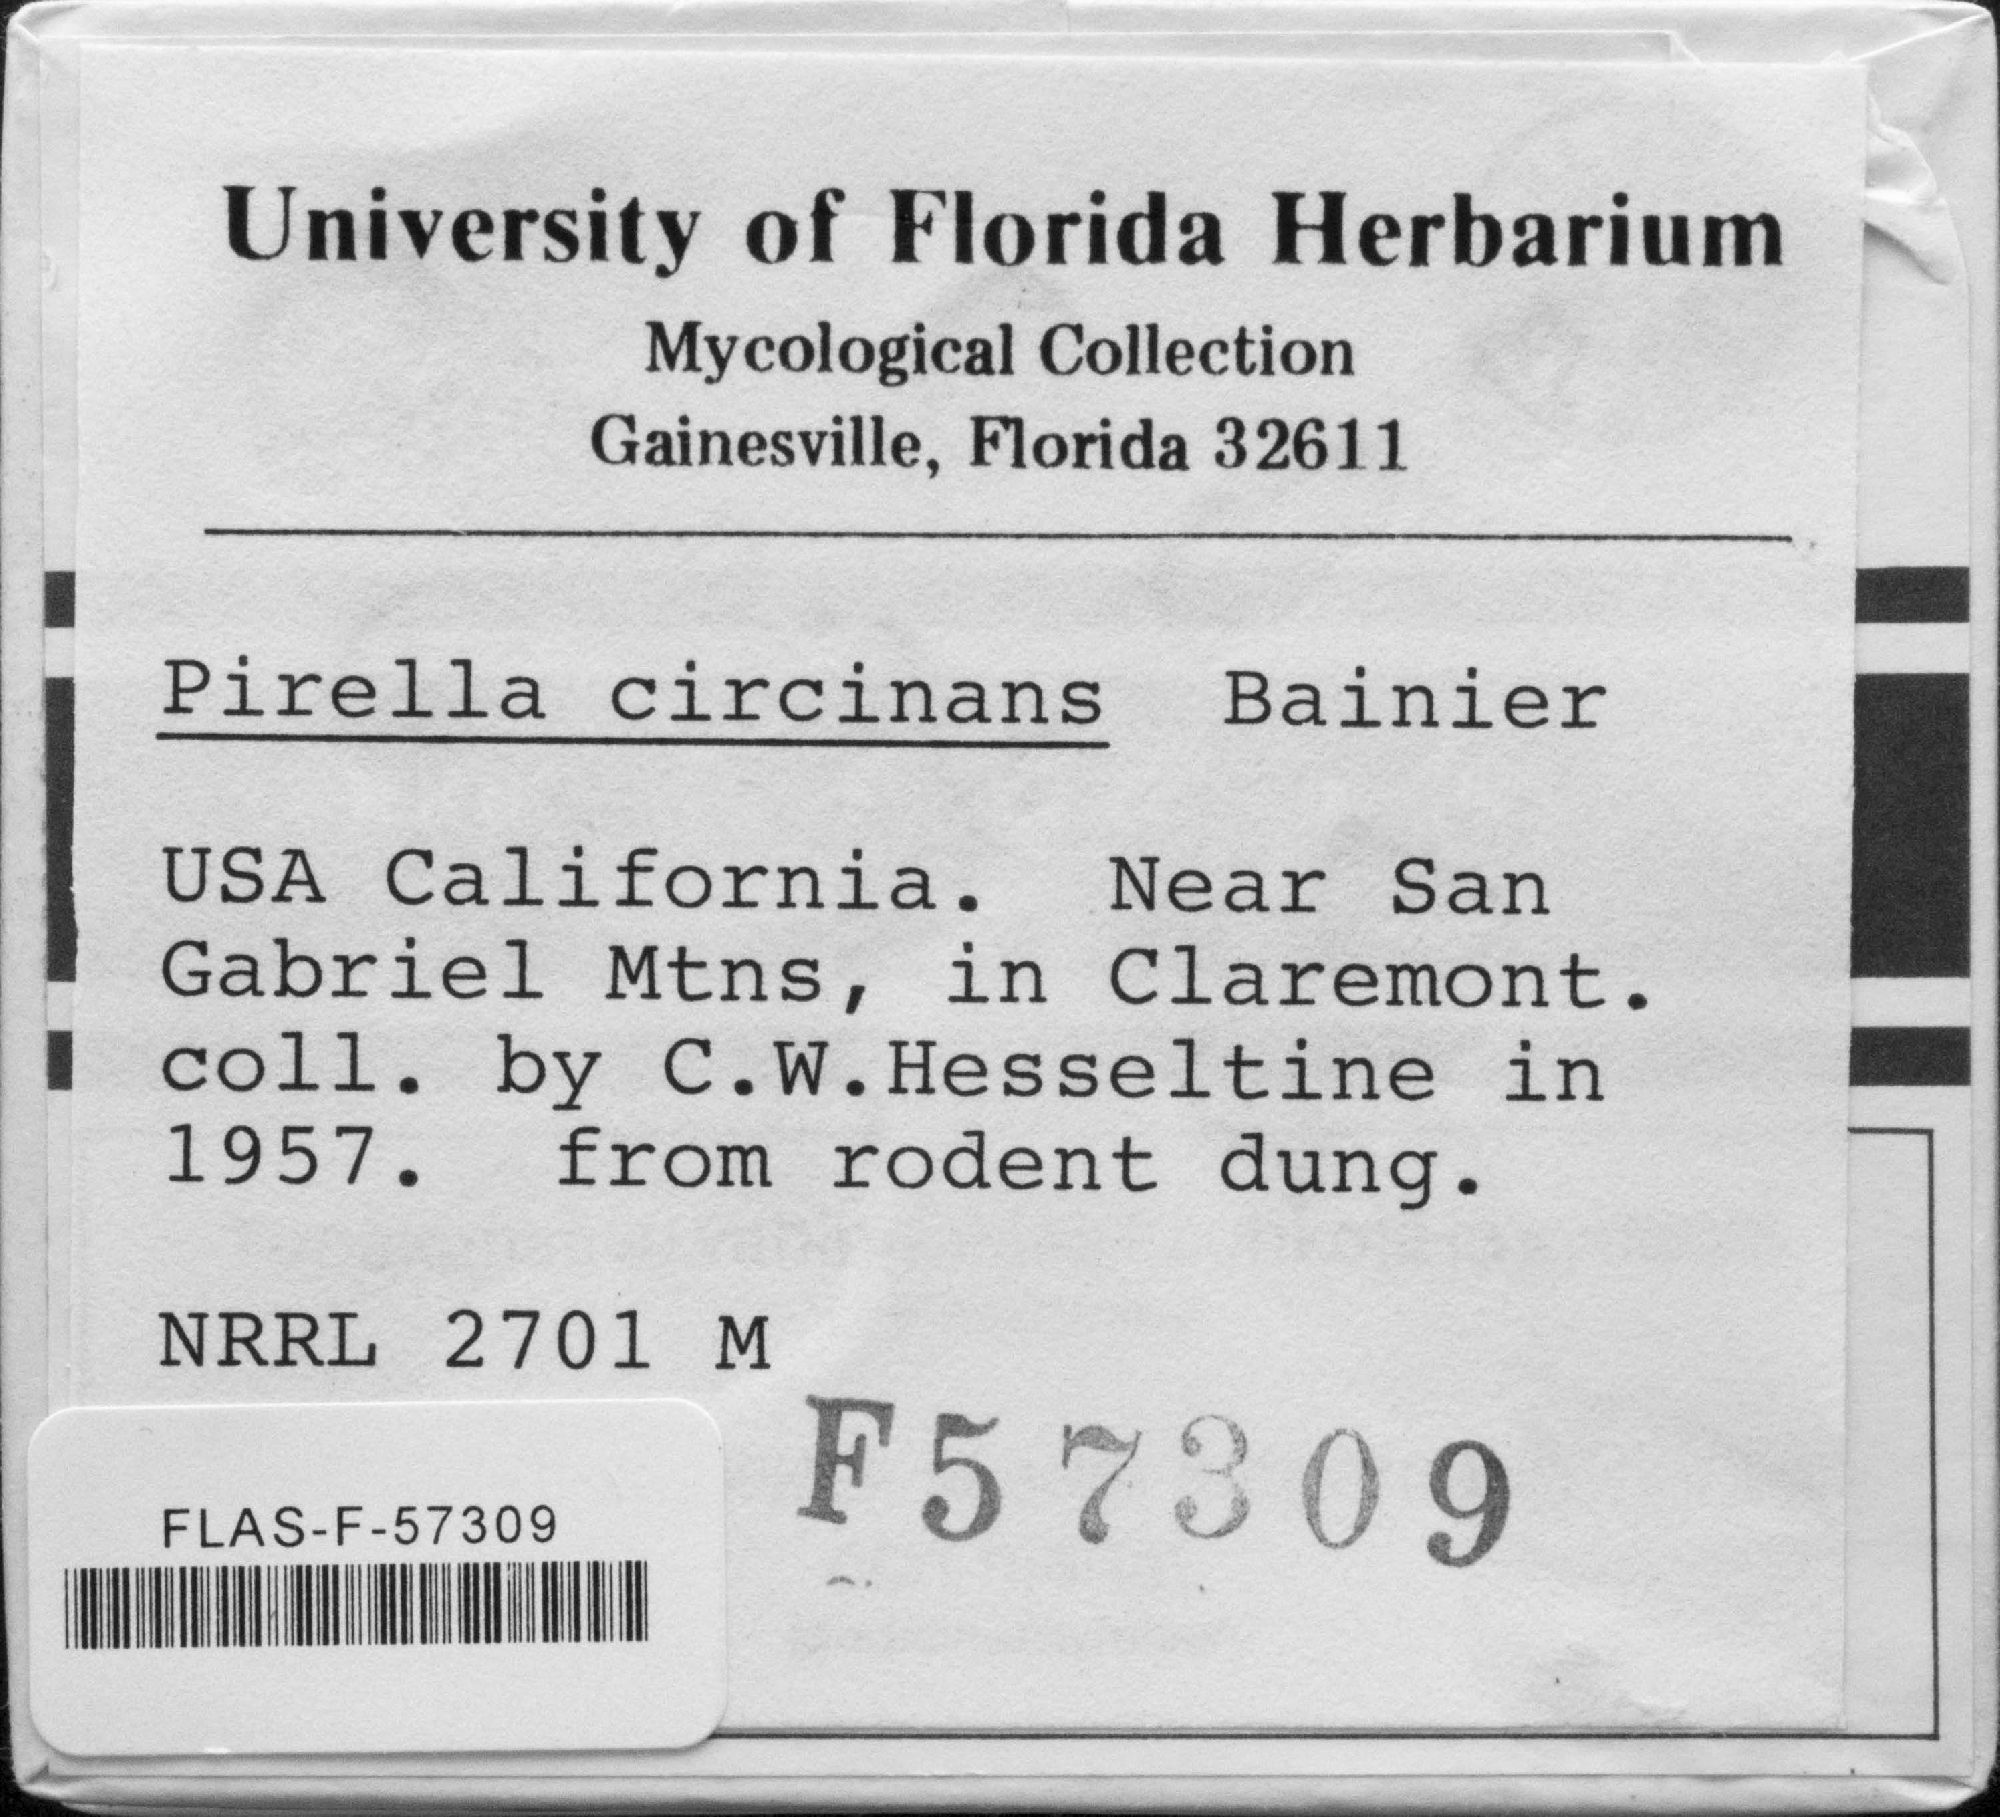 University of Florida Herbarium
Mycological Collection
Gainesville, Florida 32611
Pirella circinans Bainier
USA California. Near San
Gabriel Mtns, in Claremont.
coll. by C.W.Hesseltine in
1957. from rodent dung.
NRRL 2701 M
F57309
FLAS-F-57309